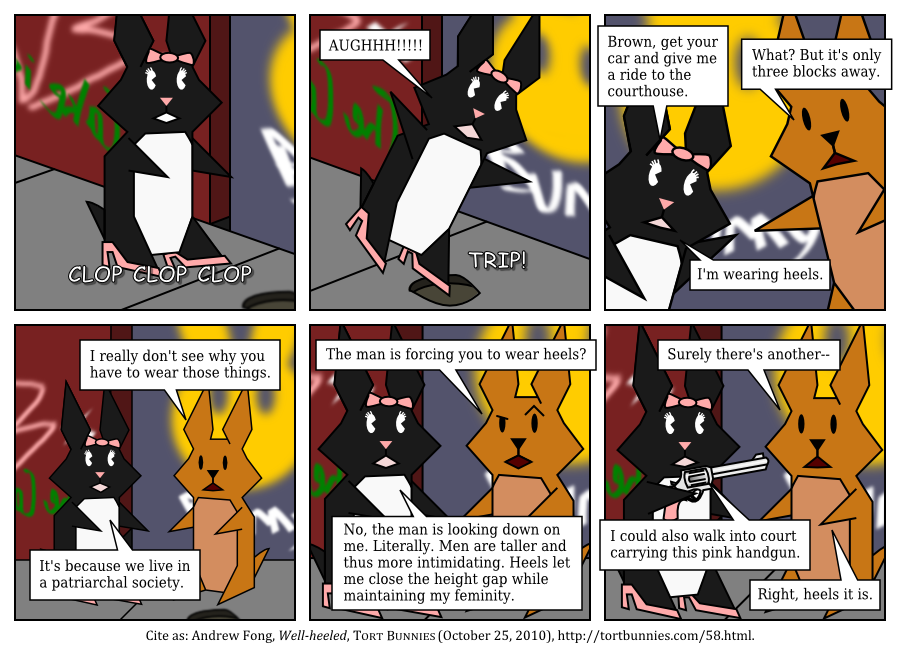 CLOP CLOP CLOP
AUGHHH!!!!!
TRIP!
Brown, get your
car and give me
a ride to the
courthouse.
What? But it's only
three blocks away.
I'm wearing heels.
I really don't see why you
have to wear those things.
It's because we live in
a patriarchal society.
The man is forcing you to wear heels?
No, the man is looking down on
me. Literally. Men are taller and
thus more intimidating. Heels let
me close the height gap while
maintaining my feminity.
Surely there's another--
I could also walk into court
carrying this pink handgun.
Right, heels it is.
Cite as: Andrew Fong, Well-heeled, TORT BUNNIES (October 25, 2010), http://tortbunnies.com/58.html.